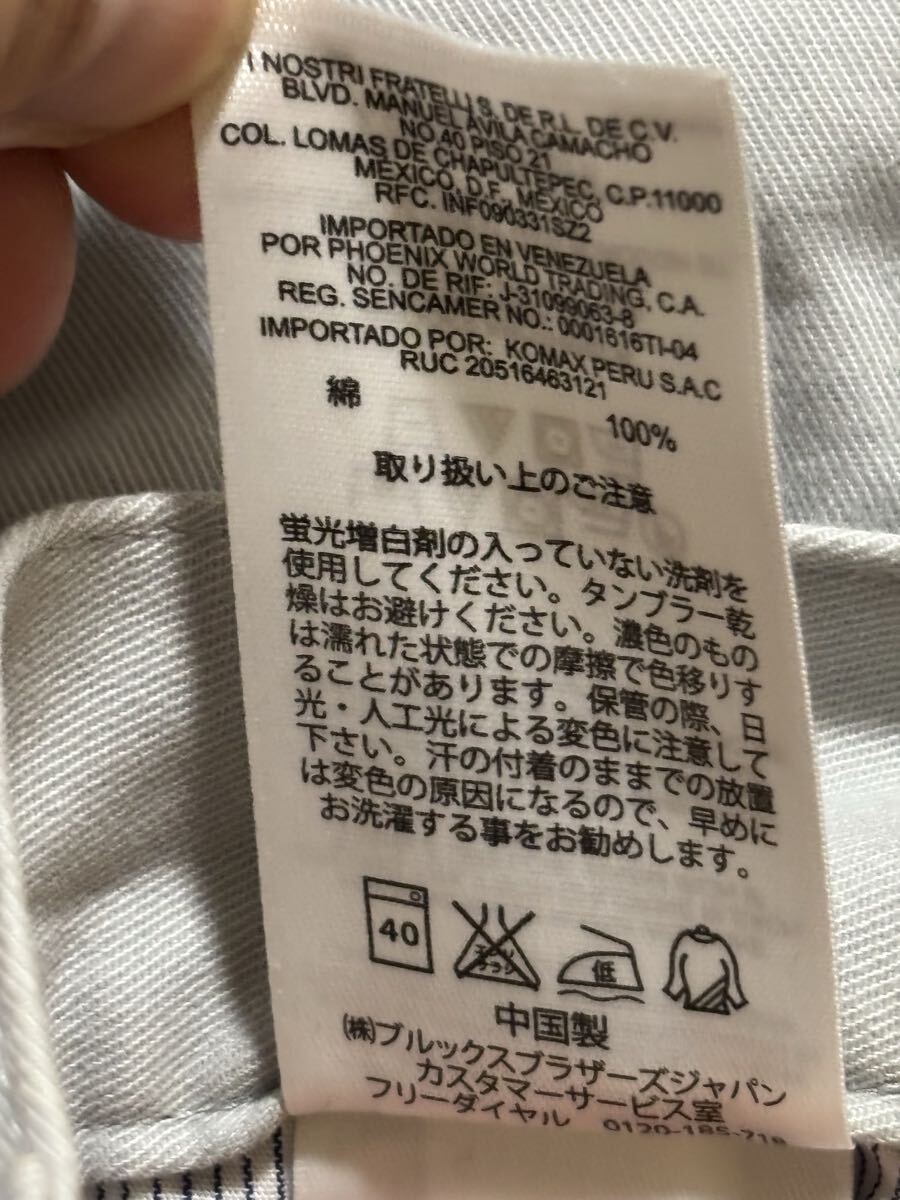 I NOSTRI FRATELLI S. DE R.L. DE C.V.
BLVD. MANUEL AVILA CAMACHO
NO.40 PISO 21
COL. LOMAS DE CHAPULTEPEC, C.P.11000
MEXICO, D.F., MEXICO
RFC. INF090331SZ2
IMPORTADO EN VENEZUELA
POR PHOENIX WORLD TRADING, C.A.
NO. DE RIF: J-31099063-8
REG. SENCAMER NO.: 0001616TI-04
IMPORTADO POR: KOMAX PERU S.A.C
RUC 20516463121
綿 100%
取り扱い上のご注意
蛍光増白剤の入っていない洗剤を
使用してください。タンブラー乾
燥はお避けください。濃色のもの
は濡れた状態での摩擦で色移りす
ることがあります。保管の際、日
光・人工光による変色に注意して
下さい。汗の付着のままでの放置
は変色の原因になるので、早めに
お洗濯する事をお勧めします。
40 エンソ サラシ 低
中国製
㈱ブルックスブラザーズジャパン
カスタマーサービス室
フリーダイヤル 0120-185-718